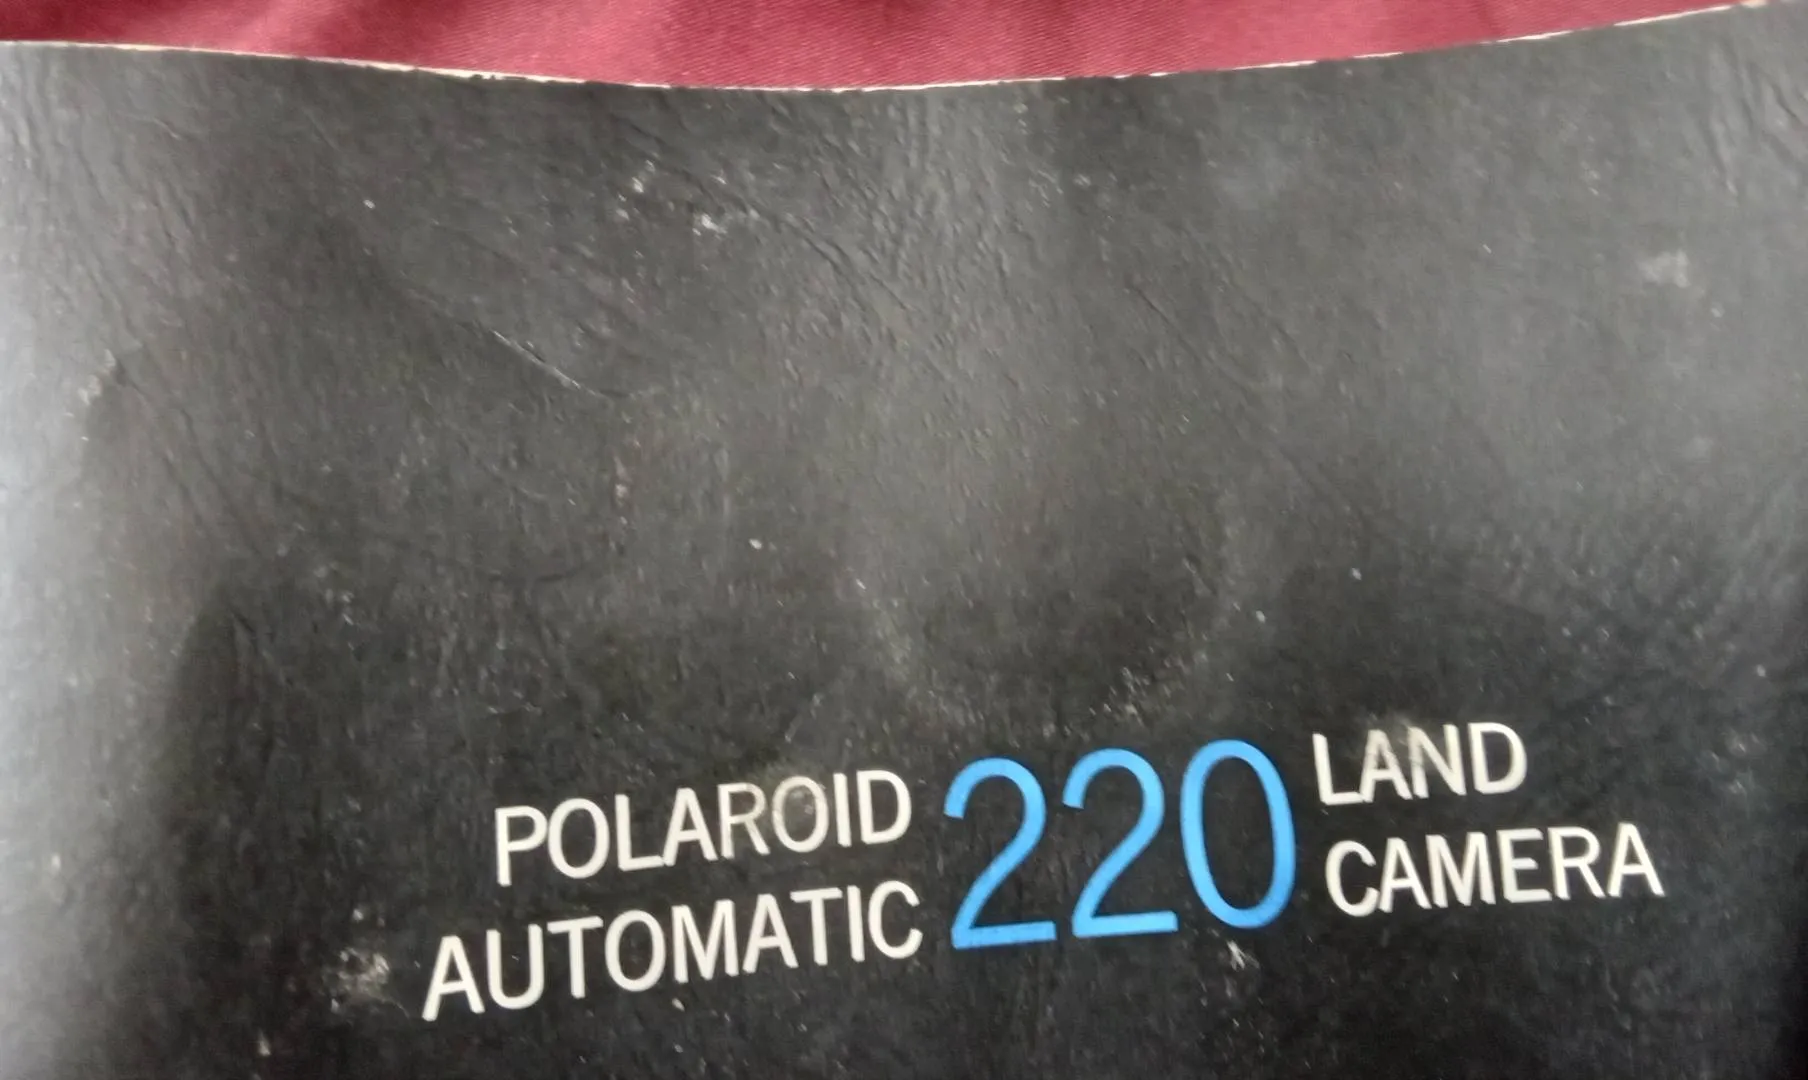 POLAROID
AUTOMATIC
220
LAND
CAMERA